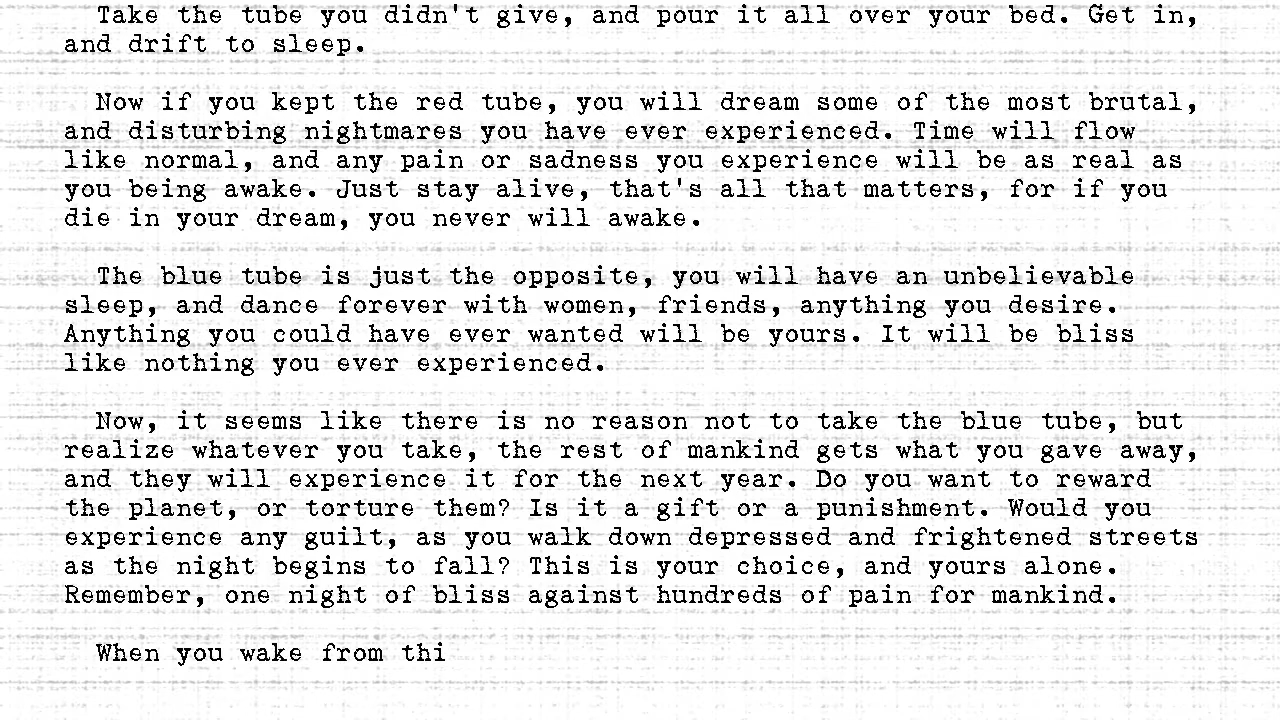 Take the tube you didn't give, and pour it all over your bed. Get in,
and drift to sleep.
Now if you kept the red tube, you will dream some of the most brutal,
and disturbing nightmares you have ever experienced. Time will flow
like normal, and any pain or sadness you experience will be as real as
you being awake. Just stay alive, that's all that matters, for if you
die in your dream, you never will awake.
The blue tube is just the opposite, you will have an unbelievable
sleep, and dance forever with women, friends, anything you desire.
Anything you could have ever wanted will be yours. It will be bliss
like nothing you ever experienced.
Now, it seems like there is no reason not to take the blue tube, but
realize whatever you take, the rest of mankind gets what you gave away,
and they will experience it for the next year. Do you want to reward
the planet, or torture them? Is it a gift or a punishment. Would you
experience any guilt, as you walk down depressed and frightened streets
as the night begins to fall? This is your choice, and yours alone.
Remember, one night of bliss against hundreds of pain for mankind.
When you wake from thi